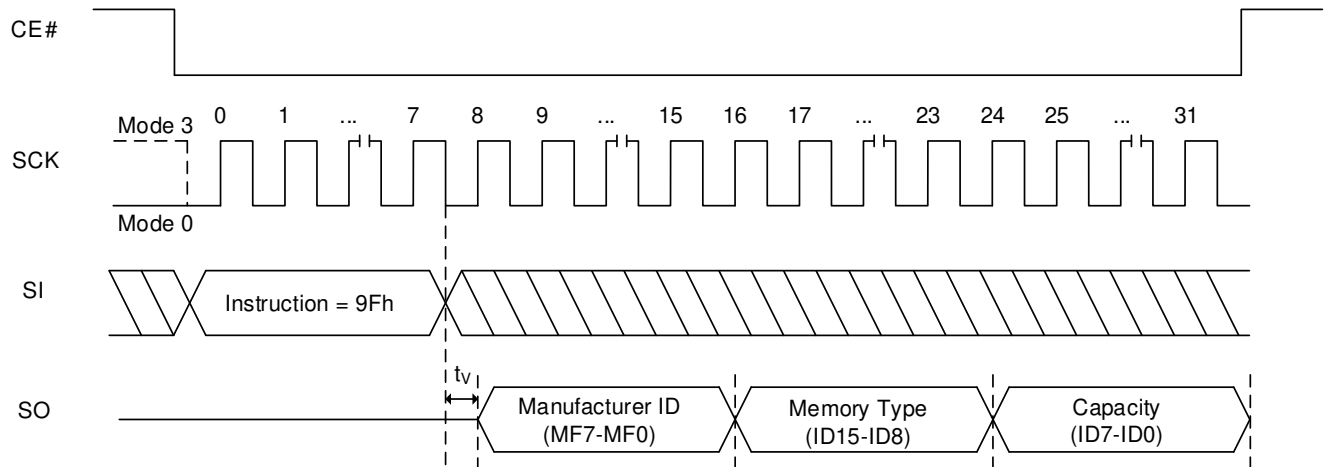 CE#
0 1 ... 7 8 9 ... 15 16 17 ... 23 24 25 ... 31
Mode 3
SCK
Mode 0
SI
Instruction = 9Fh
tV
SO
Manufacturer ID
(MF7-MF0)
Memory Type
(ID15-ID8)
Capacity
(ID7-ID0)